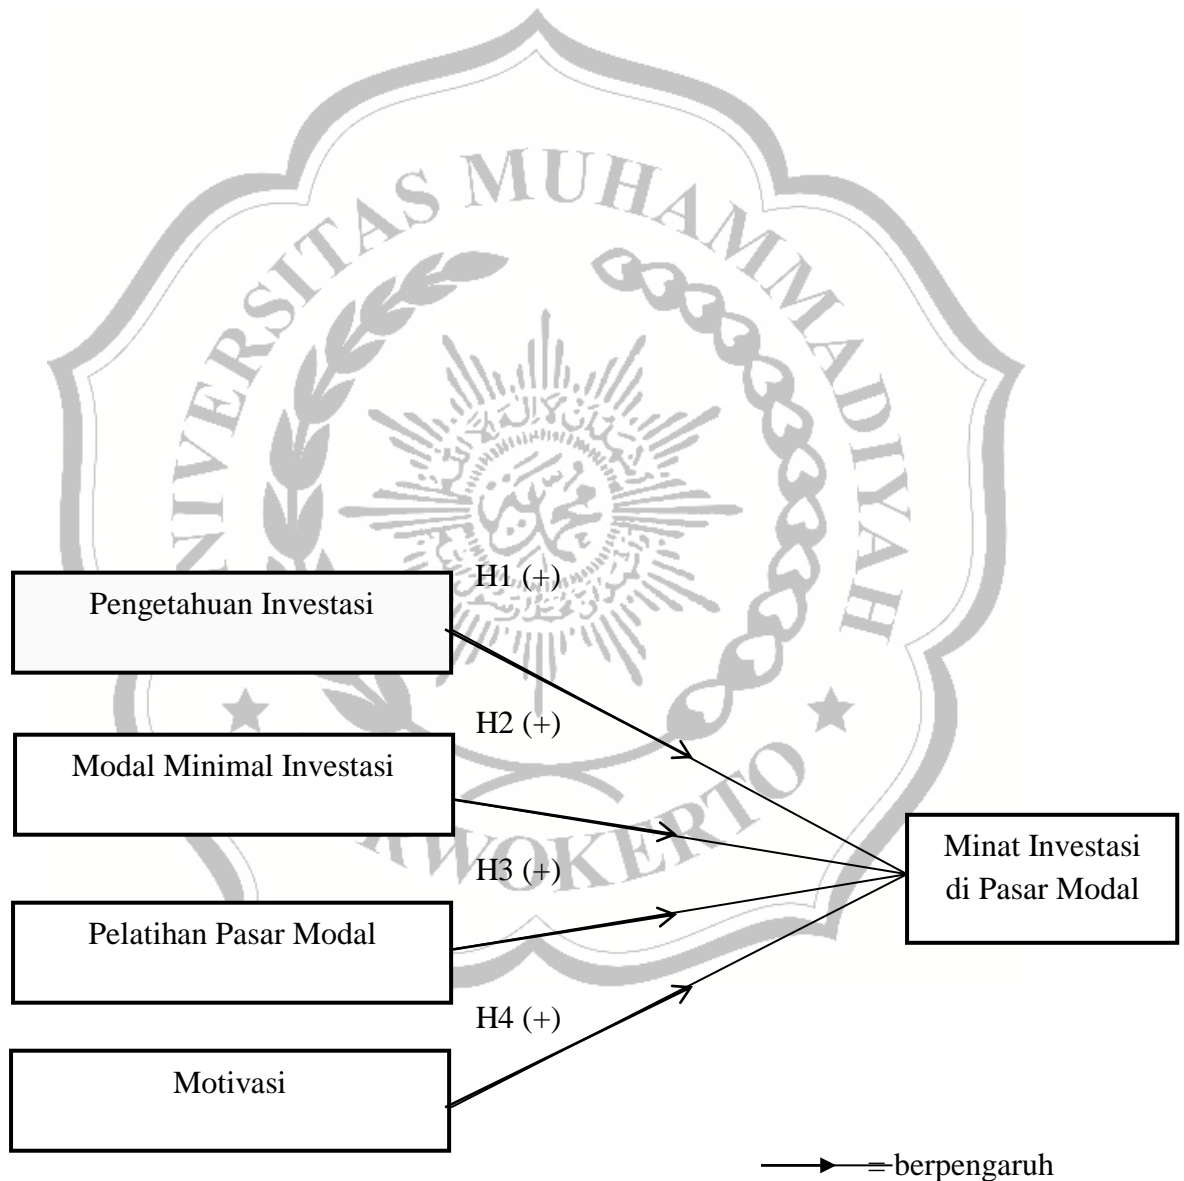 UNIVERSITAS MUHAMMADIYAH
RWOKERTO
H1 (+)
Pengetahuan Investasi
H2 (+)
Modal Minimal Investasi
Minat Investasi
di Pasar Modal
H3 (+)
Pelatihan Pasar Modal
H4 (+)
Motivasi
= berpengaruh